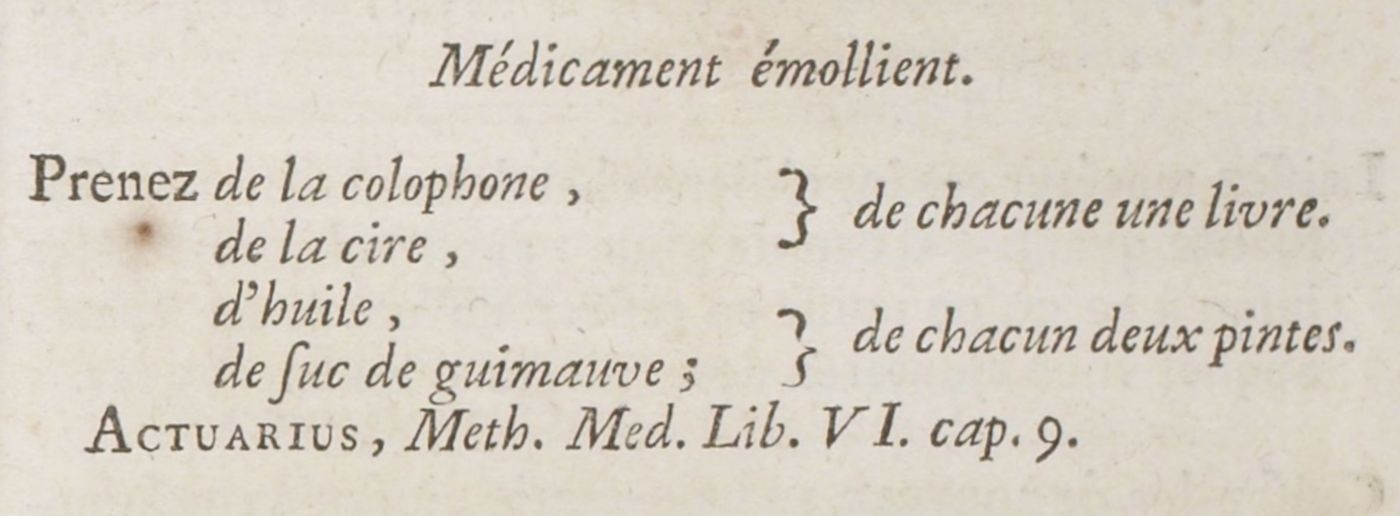 Médicament émollient.
Prenez de la colophone , } de chacune une livre.
de la cire ,
d'huile , } de chacun deux pintes.
de ſuc de guimauve ;
ACTUARIUS, Meth. Med. Lib. VI. cap. 9.